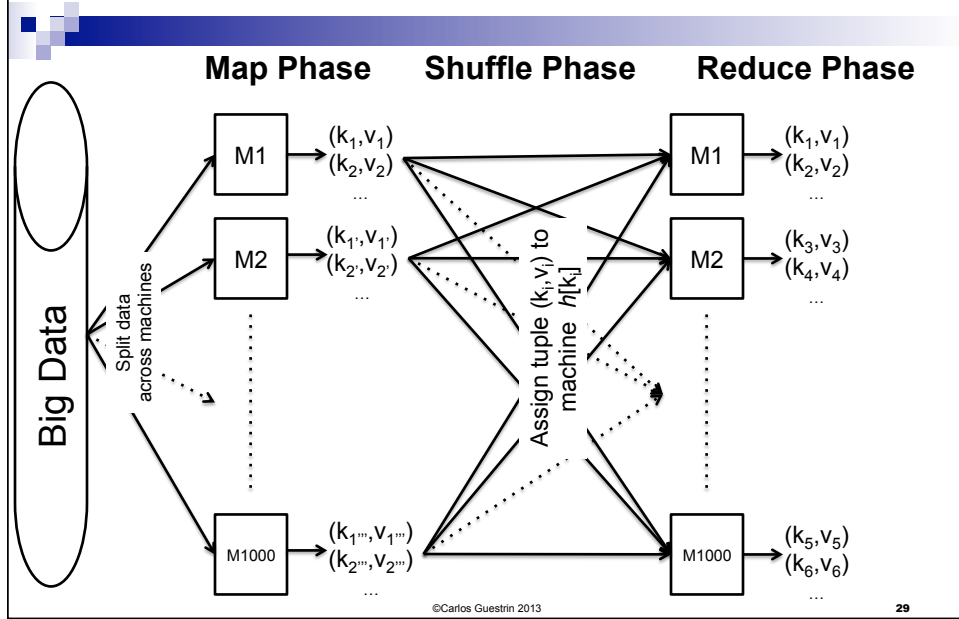 Map Phase
Shuffle Phase
Reduce Phase
Big Data
Split data
across machines
M1
(k₁,v₁)
(k₂,v₂)
...
M2
(k₁',v₁')
(k₂',v₂')
...
M1000
(k₁''',v₁''')
(k₂''',v₂''')
...
Assign tuple (kᵢ,vᵢ) to
machine h[kᵢ]
M1
(k₁,v₁)
(k₂,v₂)
...
M2
(k₃,v₃)
(k₄,v₄)
...
M1000
(k₅,v₅)
(k₆,v₆)
...
©Carlos Guestrin 2013
29